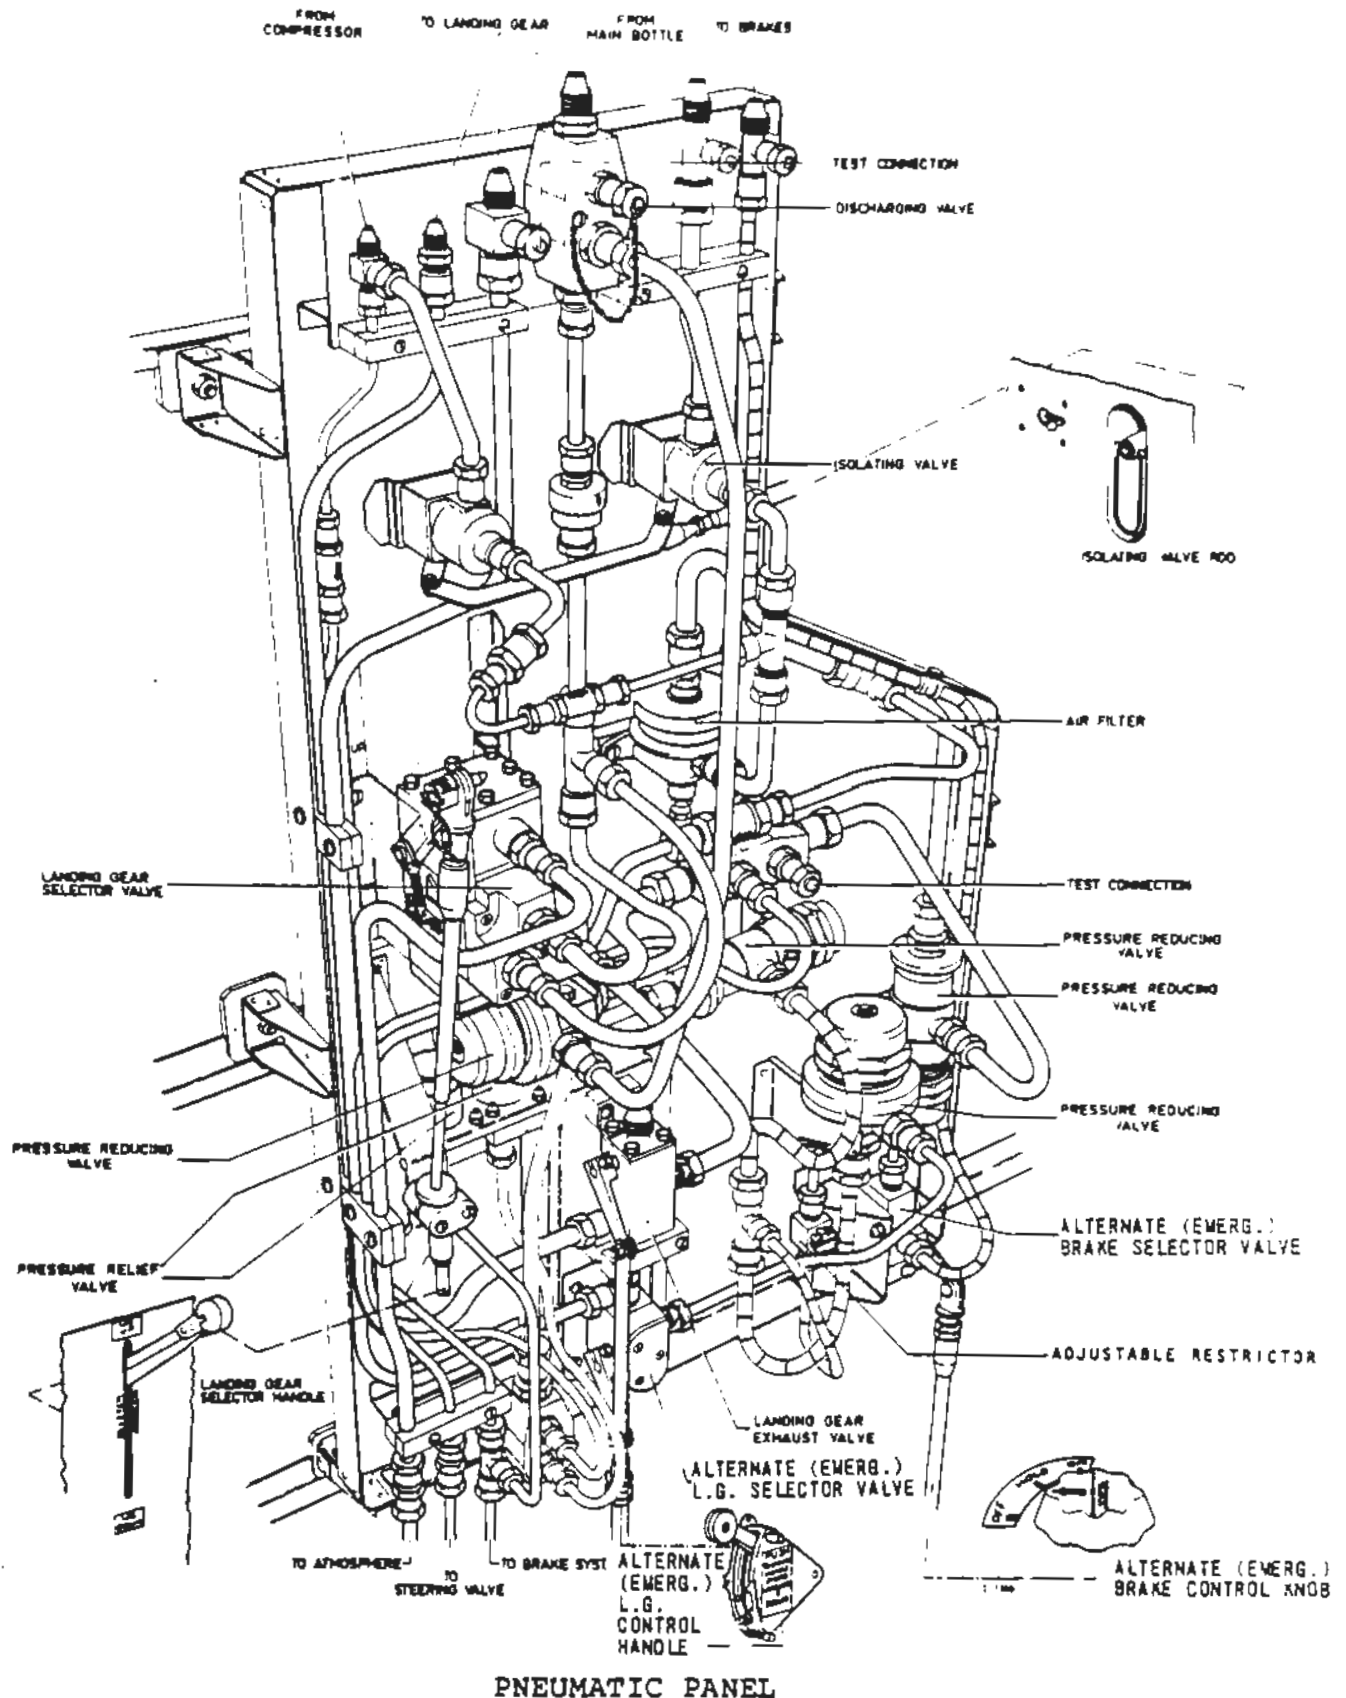 FROM
COMPRESSOR
TO LANDING GEAR
FROM
MAIN BOTTLE
TO BRAKES
TEST CONNECTION
DISCHARGING VALVE
ISOLATING VALVE
ISOLATING VALVE ROD
AIR FILTER
LANDING GEAR
SELECTOR VALVE
TEST CONNECTION
PRESSURE REDUCING
VALVE
PRESSURE REDUCING
VALVE
PRESSURE REDUCING
VALVE
PRESSURE REDUCING
VALVE
ALTERNATE (EMERG.)
BRAKE SELECTOR VALVE
PRESSURE RELIEF
VALVE
ADJUSTABLE RESTRICTOR
LANDING GEAR
SELECTOR HANDLE
LANDING GEAR
EXHAUST VALVE
ALTERNATE (EMERG.)
L.G. SELECTOR VALVE
OFF
TO ATMOSPHERE
TO
STEERING VALVE
TO BRAKE SYST
ALTERNATE
(EMERG.)
L.G.
CONTROL
HANDLE
ALTERNATE (EMERG.)
BRAKE CONTROL KNOB
PNEUMATIC PANEL